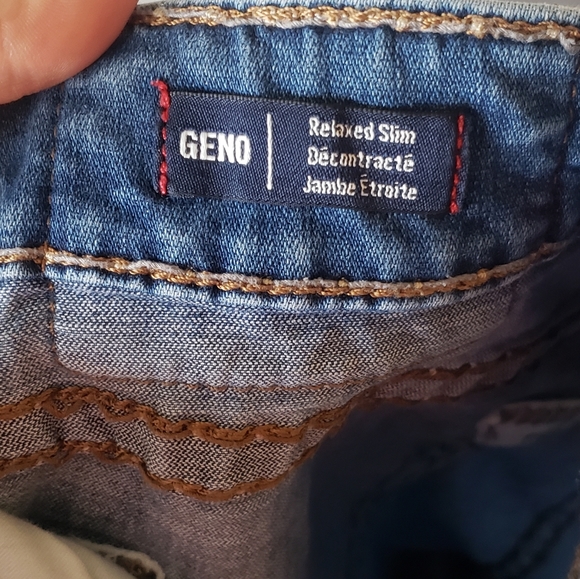 GENO
Relaxed Slim
Décontracté
Jambe Étroite